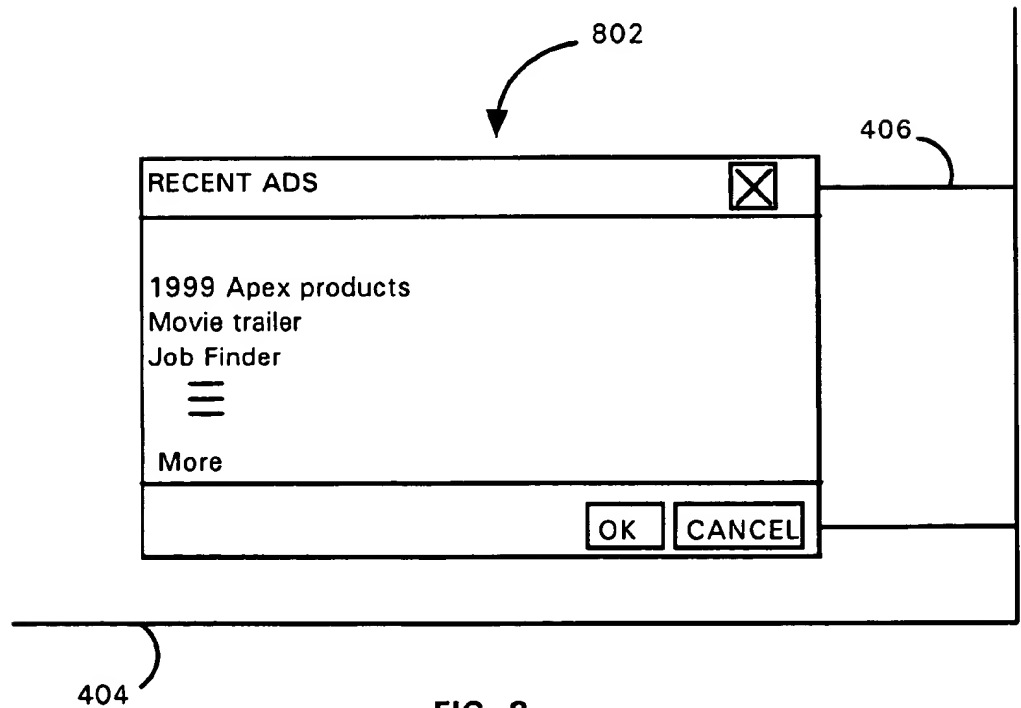 802
406
RECENT ADS
1999 Apex products
Movie trailer
Job Finder
More
OK CANCEL
404